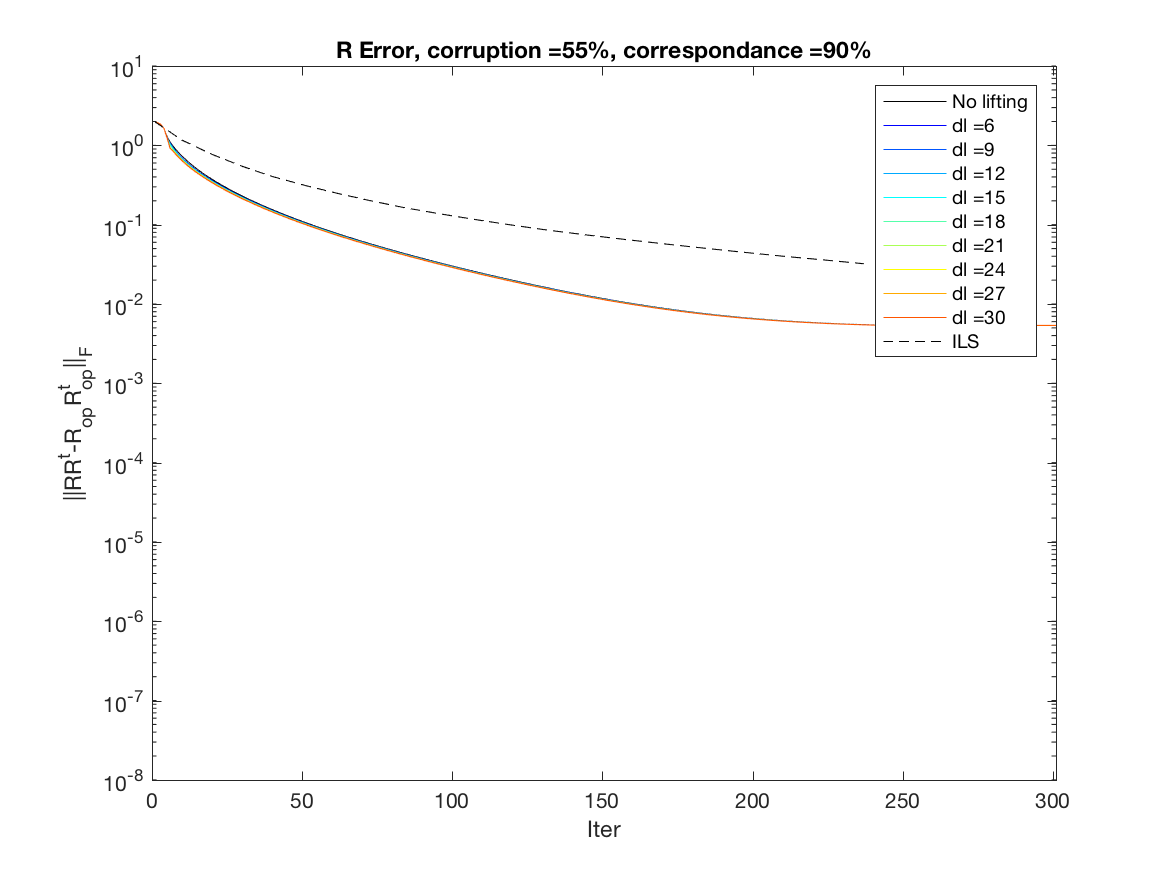 R Error, corruption =55%, correspondance =90%
10^1
10^0
10^-1
10^-2
10^-3
10^-4
10^-5
10^-6
10^-7
10^-8
||RR^t-R_op R_op^t||_F
No lifting
dl =6
dl =9
dl =12
dl =15
dl =18
dl =21
dl =24
dl =27
dl =30
ILS
0 50 100 150 200 250 300
Iter